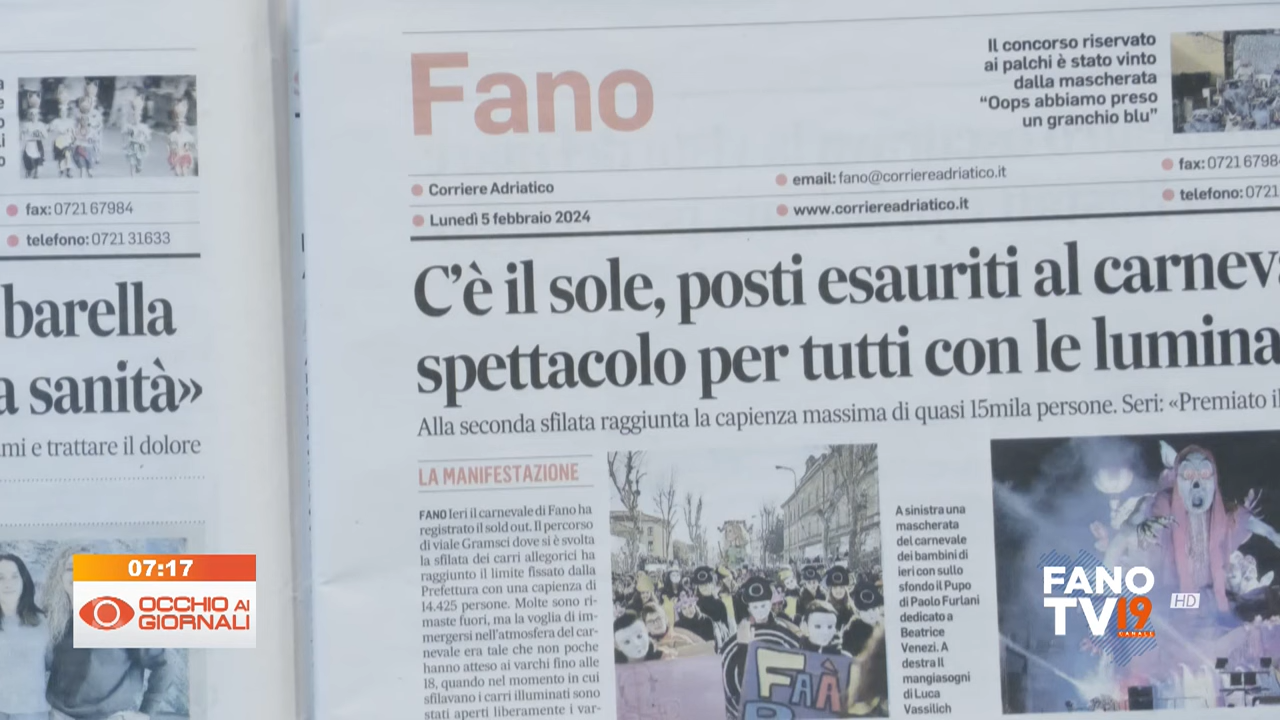 fax: 0721 67984
telefono: 0721 31633
barella
a sanità»
mi e trattare il dolore
Fano
Il concorso riservato
ai palchi è stato vinto
dalla mascherata
“Oops abbiamo preso
un granchio blu”
Corriere Adriatico
email: fano@corriereadriatico.it
fax: 0721 6798
Lunedì 5 febbraio 2024
www.corriereadriatico.it
telefono: 0721
C’è il sole, posti esauriti al carnev
spettacolo per tutti con le lumina
Alla seconda sfilata raggiunta la capienza massima di quasi 15mila persone. Seri: «Premiato il
LA MANIFESTAZIONE
FANO Ieri il carnevale di Fano ha
registrato il sold out. Il percorso
di viale Gramsci dove si è svolta
la sfilata dei carri allegorici ha
raggiunto il limite fissato dalla
Prefettura con una capienza di
14.425 persone. Molte sono ri-
maste fuori, ma la voglia di im-
mergersi nell’atmosfera del car-
nevale era tale che non poche
hanno atteso ai varchi fino alle
18, quando nel momento in cui
sfilavano i carri illuminati sono
stati aperti liberamente i var-
FAÀ
A sinistra una
mascherata
del carnevale
dei bambini di
ieri con sullo
sfondo il Pupo
di Paolo Furlani
dedicato a
Beatrice
Venezi. A
destra Il
mangiasogni
di Luca
Vassilich
07:17
OCCHIO AI
GIORNALI
FANO
TV19
CANALE
HD